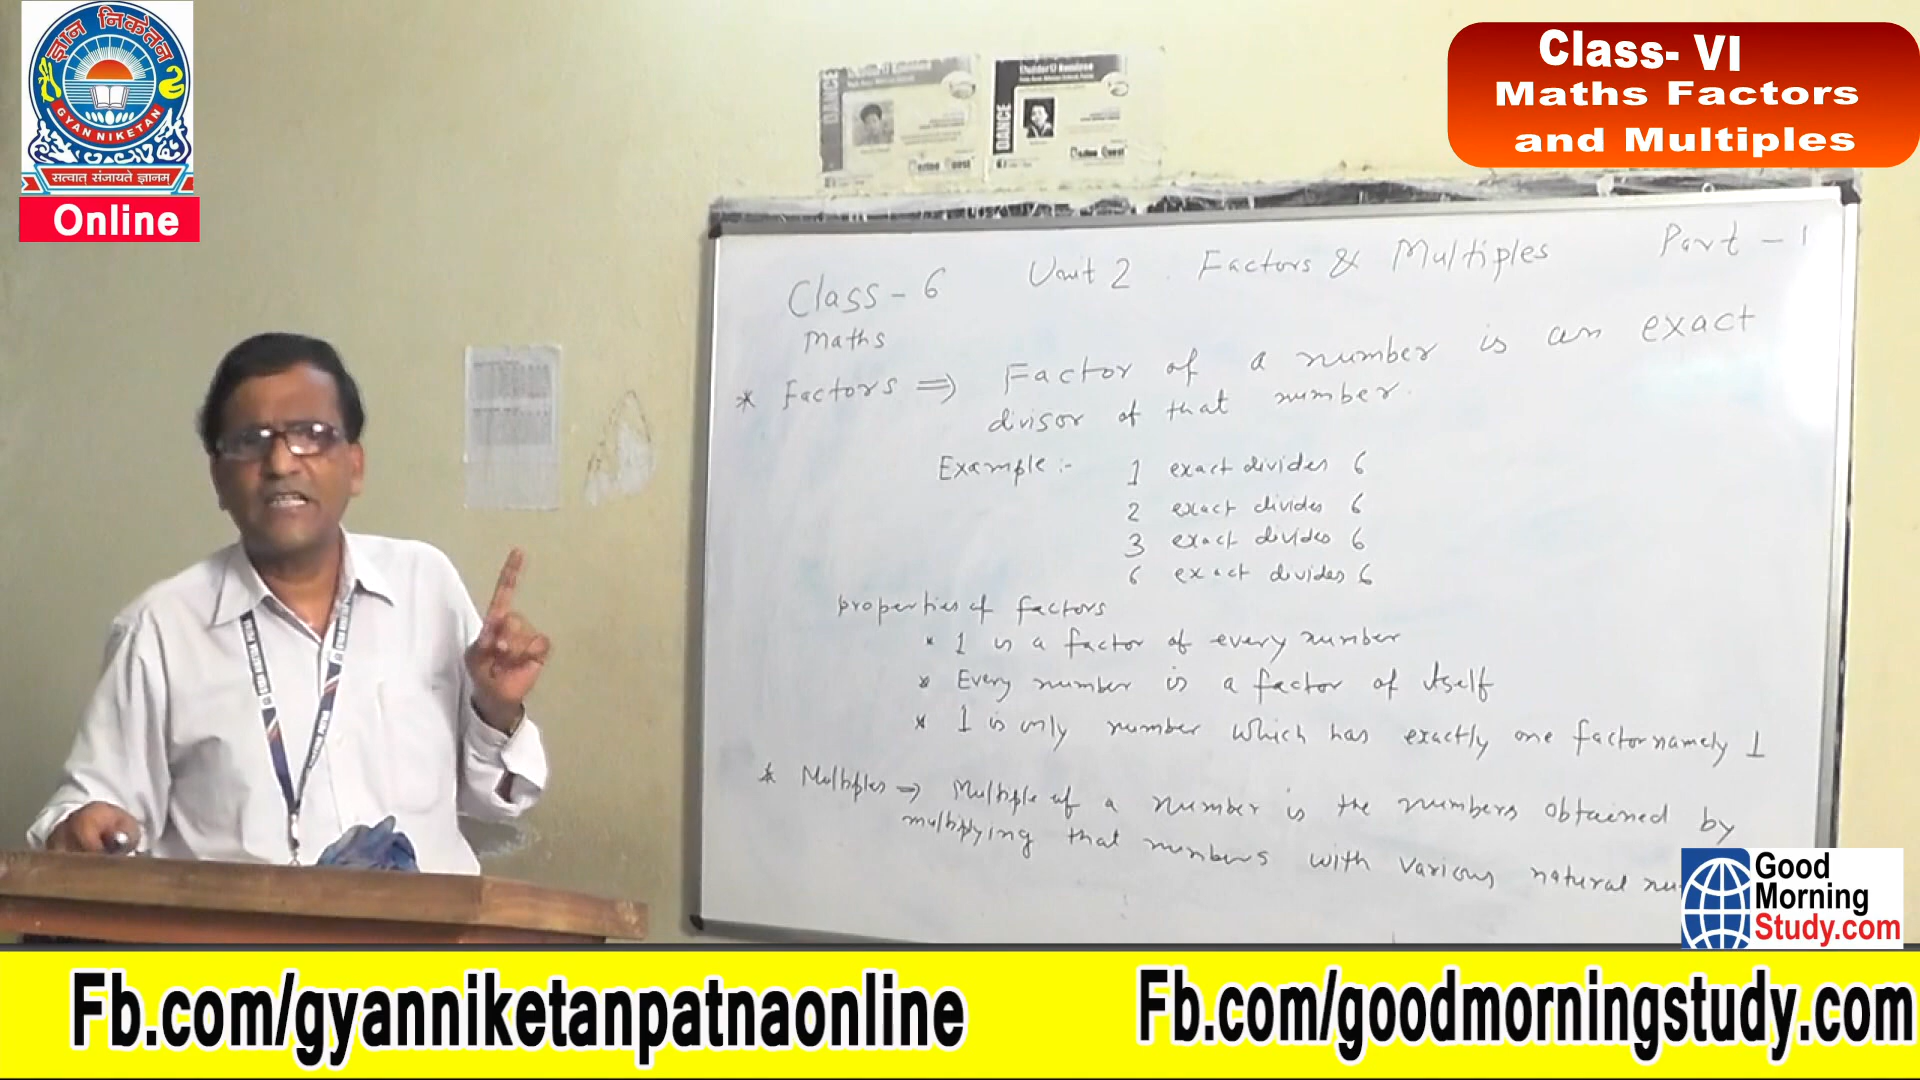 ज्ञान निकेतन
GYAN NIKETAN
सत्वात् संजायते ज्ञानम्
Online
Class- VI
Maths Factors
and Multiples
DANCE
DANCE
Class - 6 Unit 2 Factors & Multiples Part - 1
Maths
* Factors ⇒ Factor of a number is an exact
divisor of that number.
Example :- 1 exact divides 6
2 exact divides 6
3 exact divides 6
6 exact divides 6
properties of factors
* 1 is a factor of every number
* Every number is a factor of itself
* 1 is only number which has exactly one factor namely 1
* Multiples ⇒ Multiple of a number is the numbers obtained by
multiplying that numbers with various natural
Good
Morning
Study.com
Fb.com/gyanniketanpatnaonline
Fb.com/goodmorningstudy.com